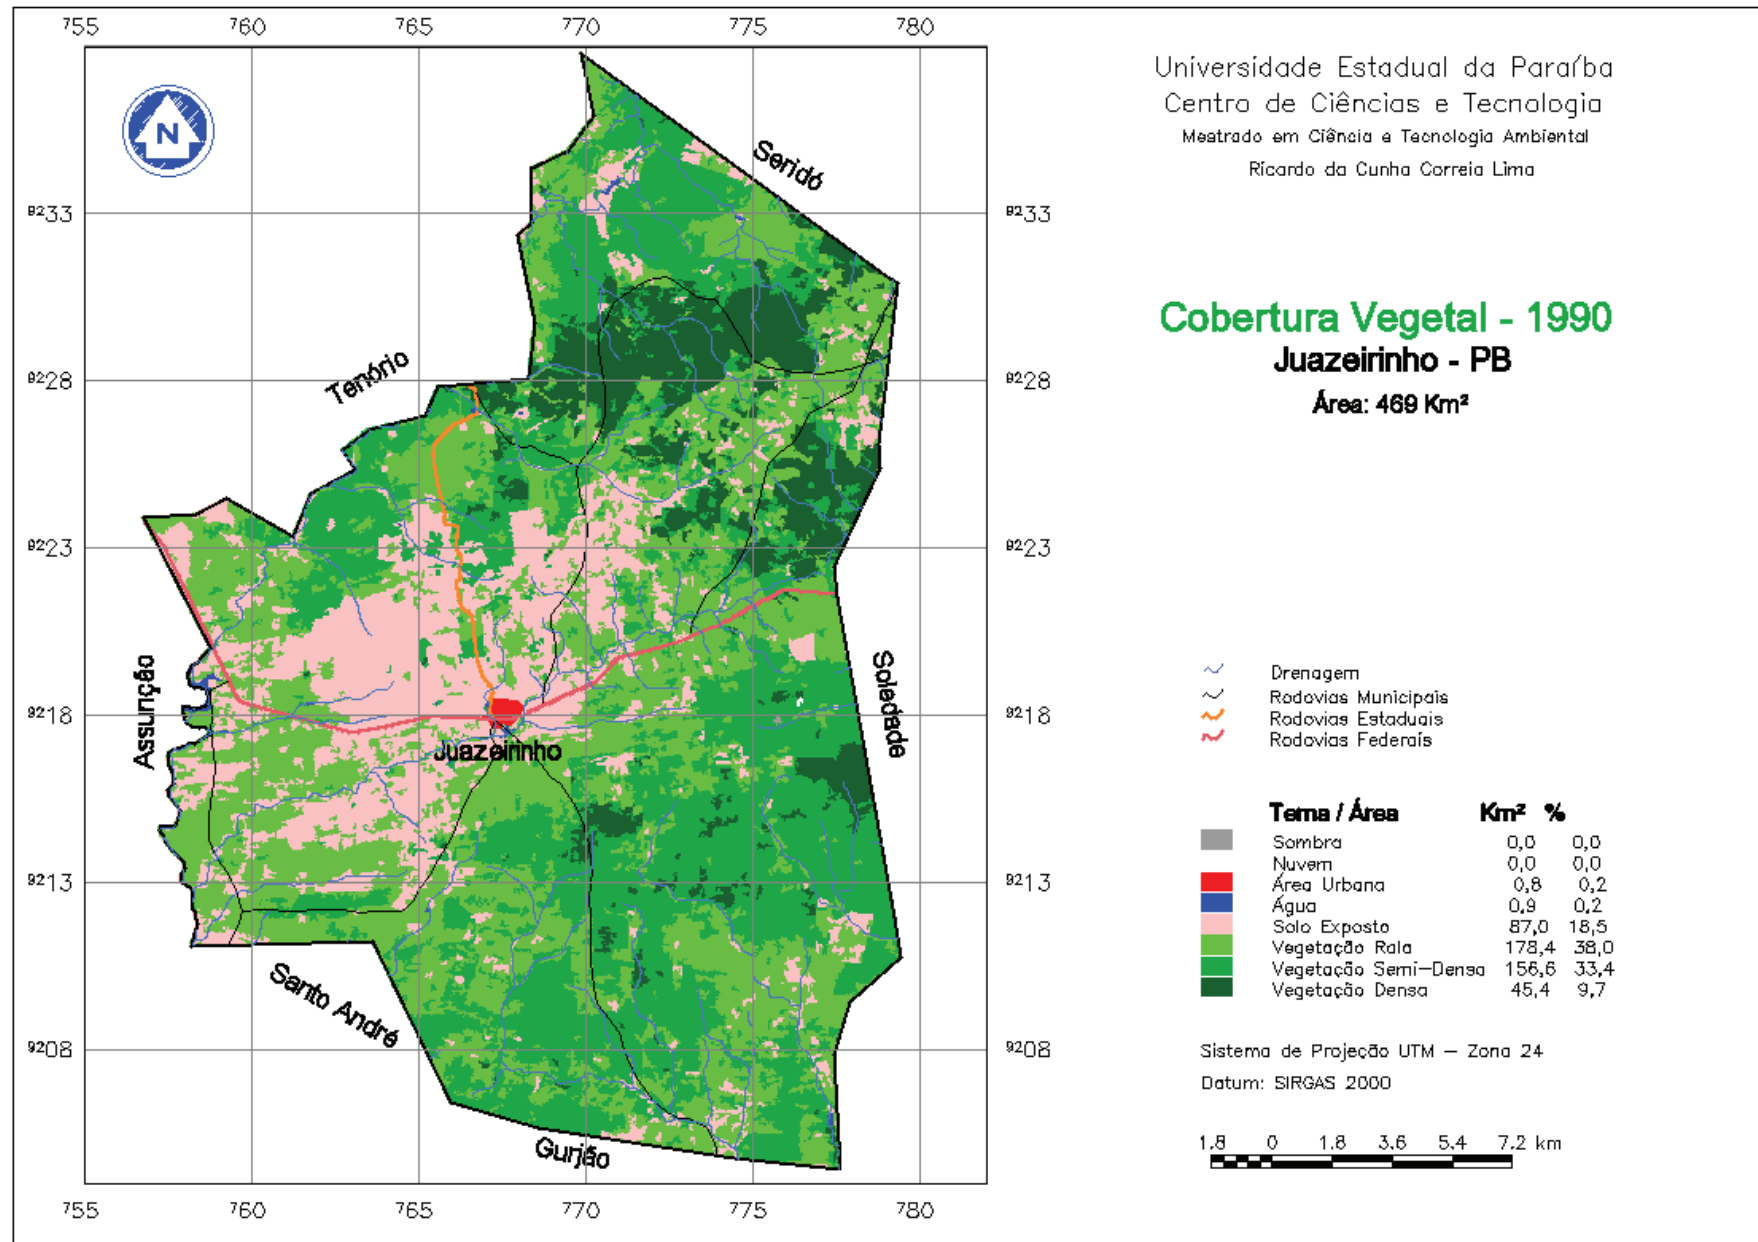 755 760 765 770 775 780
Universidade Estadual da Paraíba
Centro de Ciências e Tecnologia
Mestrado em Ciência e Tecnologia Ambiental
Ricardo da Cunha Correia Lima
N
Seridó
9233 9233
Cobertura Vegetal - 1990
Juazeirinho - PB
Área: 469 Km²
Tenório
9228 9228
9223 9223
Assunção
Soledade
Drenagem
Rodovias Municipais
Rodovias Estaduais
Rodovias Federais
9218 9218
Juazeirinho
Tema / Área Km² %
Sombra 0,0 0,0
Nuvem 0,0 0,0
Área Urbana 0,8 0,2
Água 0,9 0,2
Solo Exposto 87,0 18,5
Vegetação Rala 178,4 38,0
Vegetação Semi-Densa 156,6 33,4
Vegetação Densa 45,4 9,7
9213 9213
Santo André
9208 9208
Sistema de Projeção UTM - Zona 24
Datum: SIRGAS 2000
Gurjão
1.8 0 1.8 3.6 5.4 7.2 km
755 760 765 770 775 780